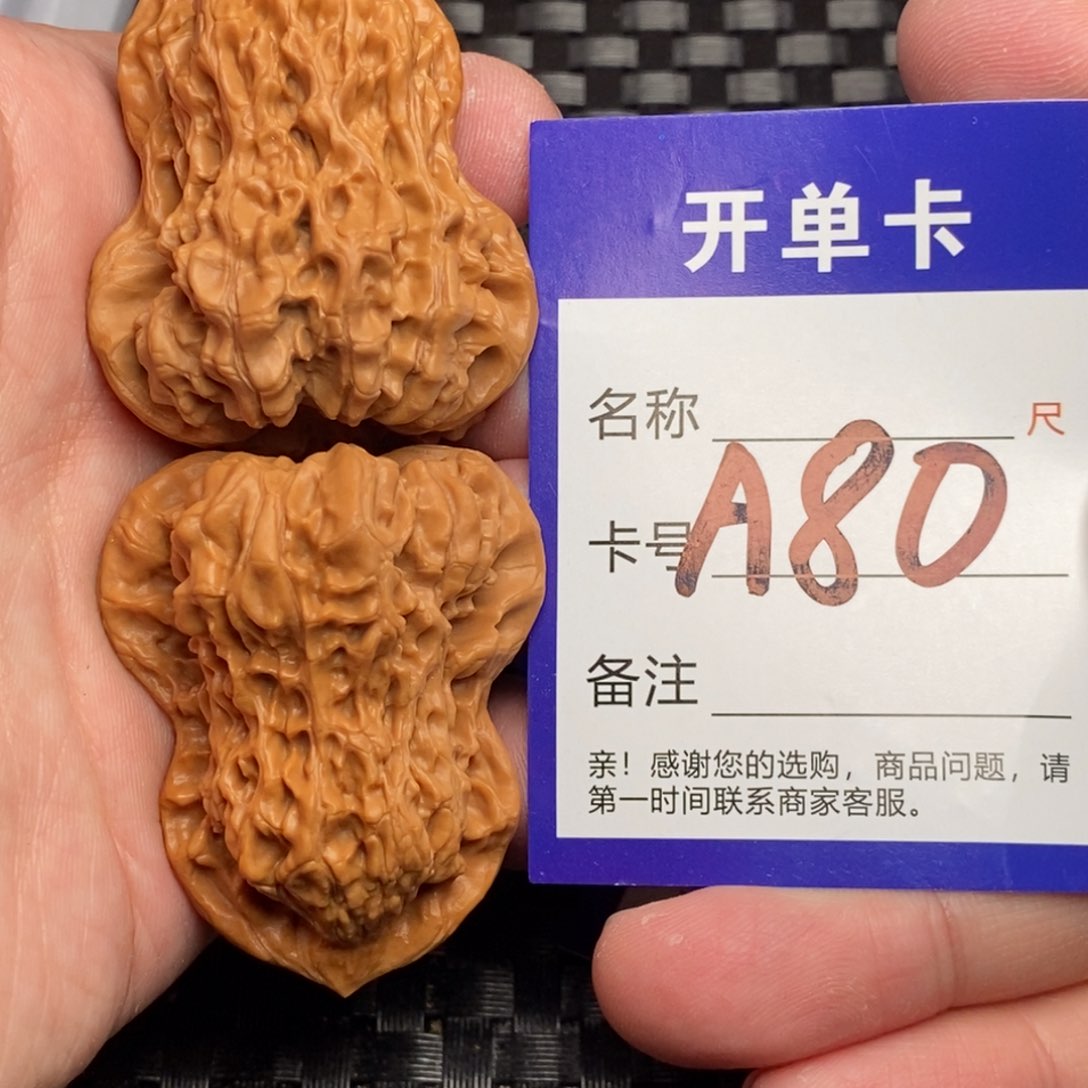 开单卡
名称 尺
卡号 A80
备注
亲！感谢您的选购，商品问题，请
第一时间联系商家客服。